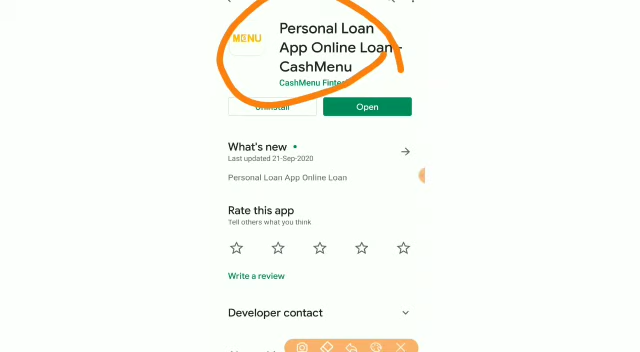 MENU
Personal Loan
App Online Loan -
CashMenu
CashMenu Fintec
Uninstall
Open
What's new
Last updated 21-Sep-2020
Personal Loan App Online Loan
Rate this app
Tell others what you think
Write a review
Developer contact